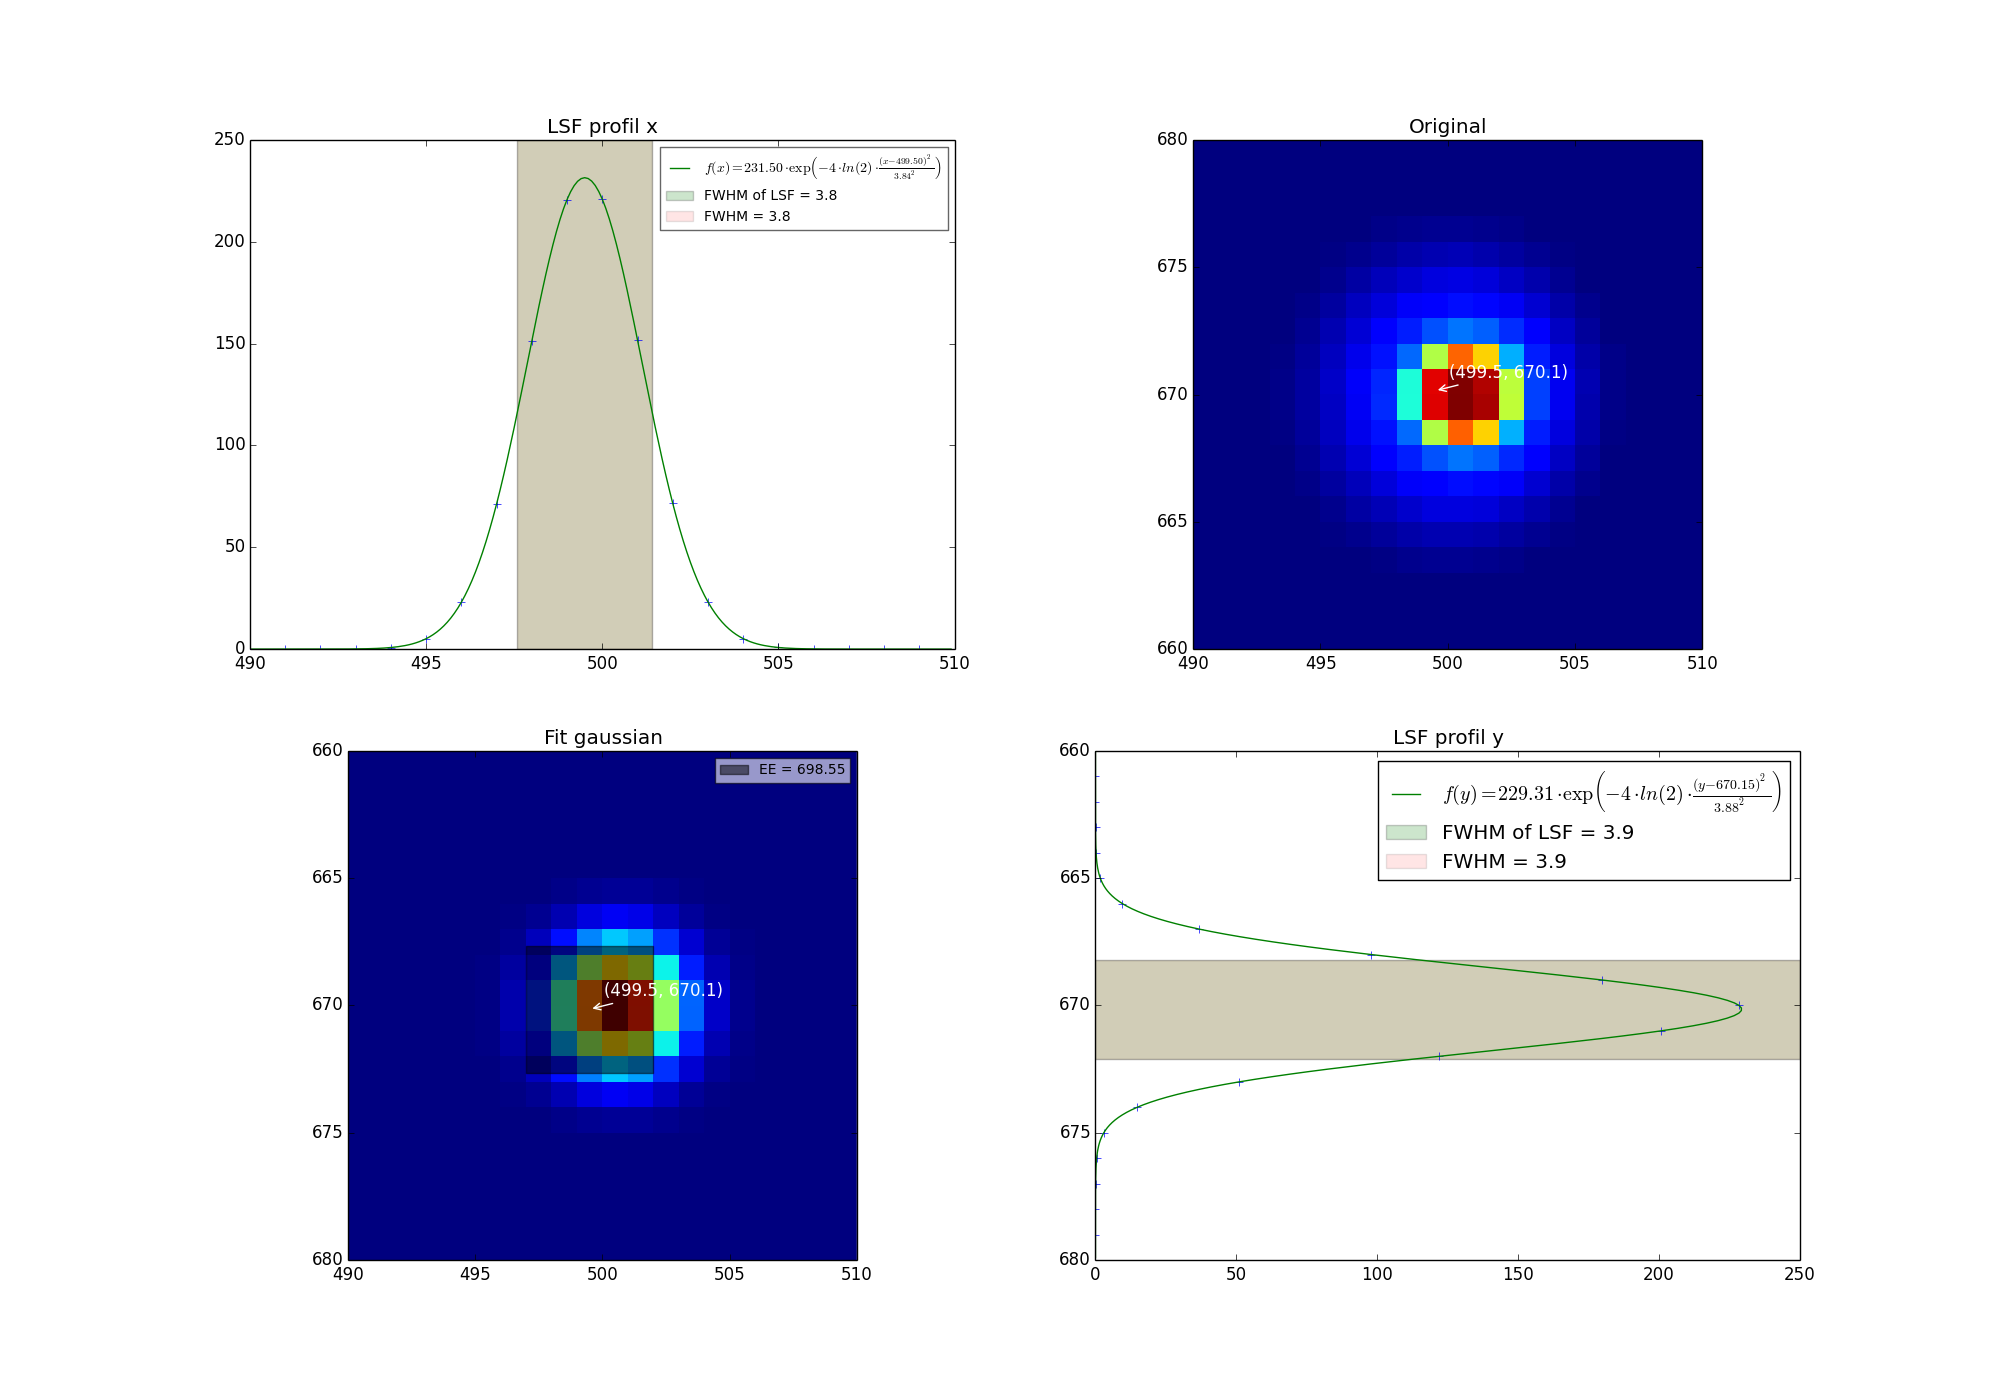 LSF profil x
250
200
150
100
50
0
490 495 500 505 510
f(x)=231.50·exp(−4·ln(2)·(x−499.50)²/3.84²)
FWHM of LSF = 3.8
FWHM = 3.8
Original
680
675
670
665
660
490 495 500 505 510
(499.5, 670.1)
Fit gaussian
660
665
670
675
680
490 495 500 505 510
EE = 698.55
(499.5, 670.1)
LSF profil y
660
665
670
675
680
0 50 100 150 200 250
f(y)=229.31·exp(−4·ln(2)·(y−670.15)²/3.88²)
FWHM of LSF = 3.9
FWHM = 3.9